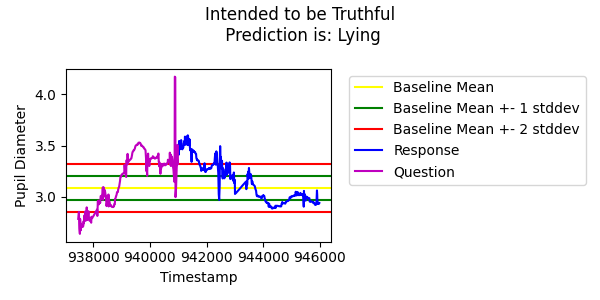 Intended to be Truthful
Prediction is: Lying
4.0
3.5
3.0
Pupil Diameter
938000 940000 942000 944000 946000
Timestamp
Baseline Mean
Baseline Mean +- 1 stddev
Baseline Mean +- 2 stddev
Response
Question